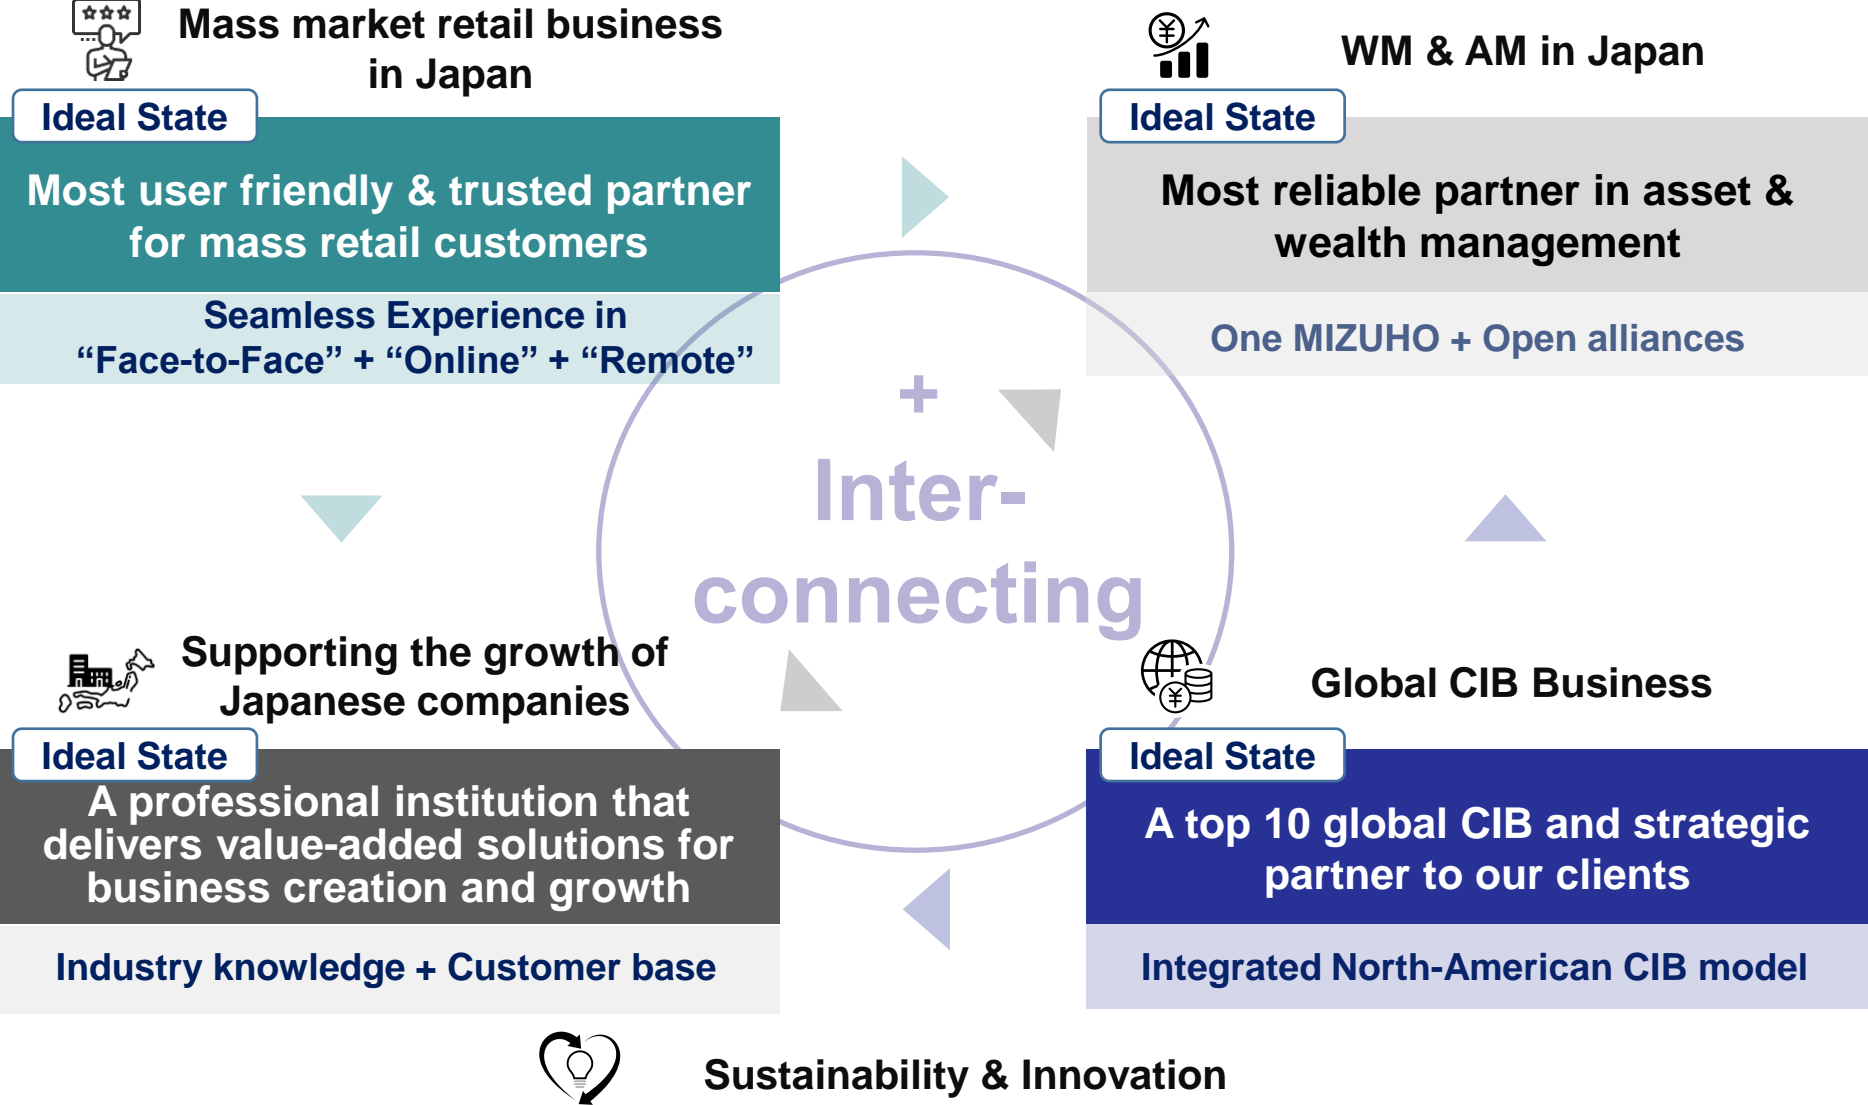 Mass market retail business
in Japan
Ideal State
Most user friendly & trusted partner
for mass retail customers
Seamless Experience in
“Face-to-Face” + “Online” + “Remote”
WM & AM in Japan
Ideal State
Most reliable partner in asset &
wealth management
One MIZUHO + Open alliances
+
Inter-
connecting
Supporting the growth of
Japanese companies
Ideal State
A professional institution that
delivers value-added solutions for
business creation and growth
Industry knowledge + Customer base
Global CIB Business
Ideal State
A top 10 global CIB and strategic
partner to our clients
Integrated North-American CIB model
Sustainability & Innovation